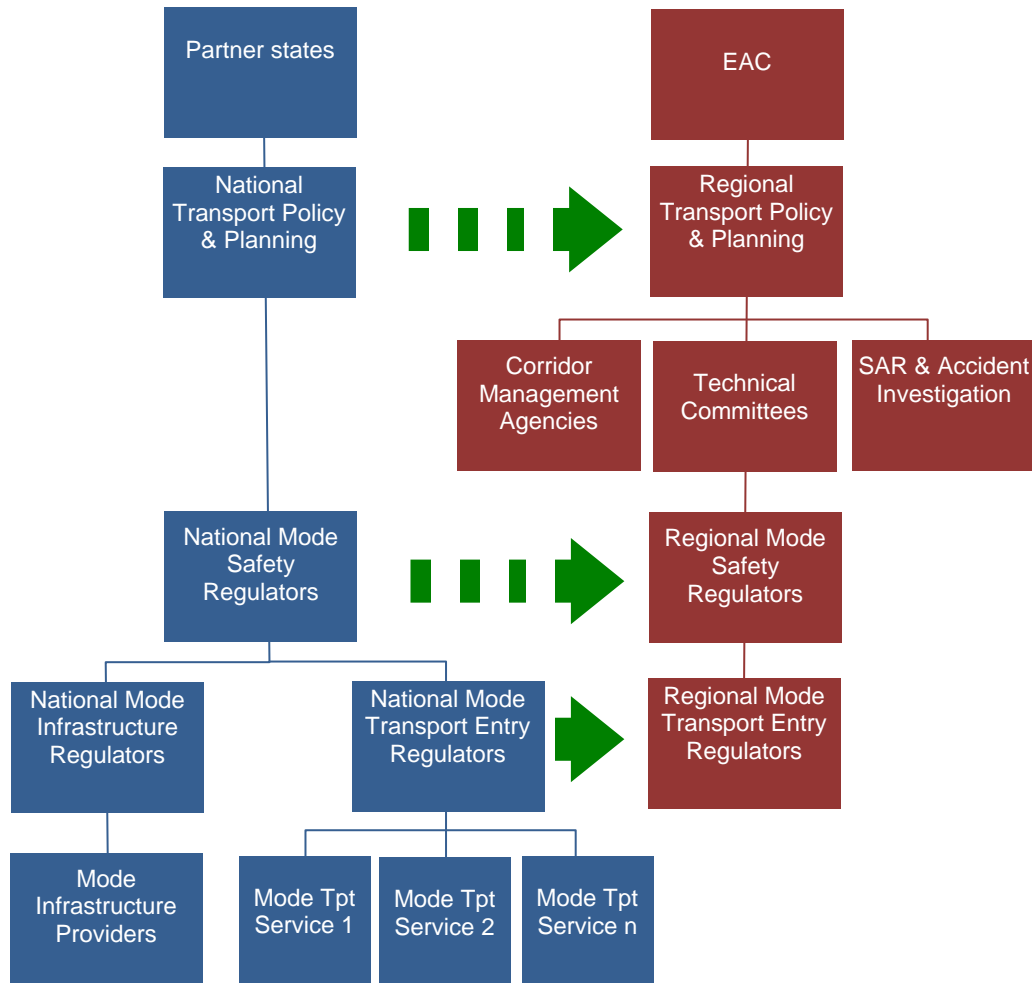 Partner states
EAC
National
Transport Policy
& Planning
Regional
Transport Policy
& Planning
Corridor
Management
Agencies
Technical
Committees
SAR & Accident
Investigation
National Mode
Safety
Regulators
Regional Mode
Safety
Regulators
National Mode
Infrastructure
Regulators
National Mode
Transport Entry
Regulators
Regional Mode
Transport Entry
Regulators
Mode
Infrastructure
Providers
Mode Tpt
Service 1
Mode Tpt
Service 2
Mode Tpt
Service n